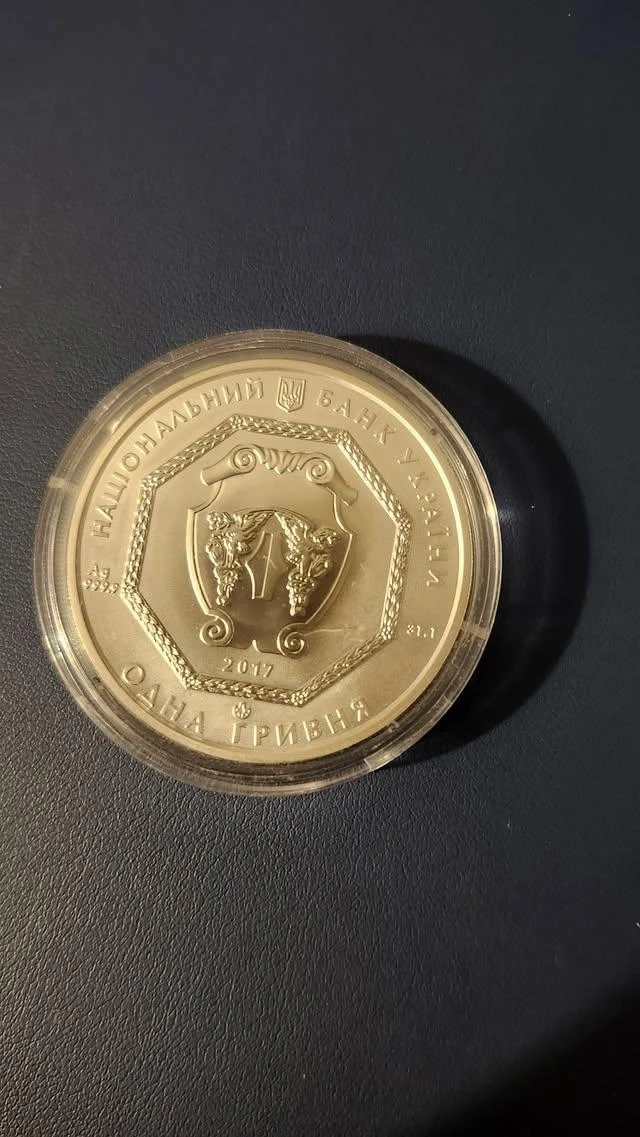 НАЦІОНАЛЬНИЙ БАНК УКРАЇНИ
Ag
999,9
31.1
2017
ОДНА ГРИВНЯ